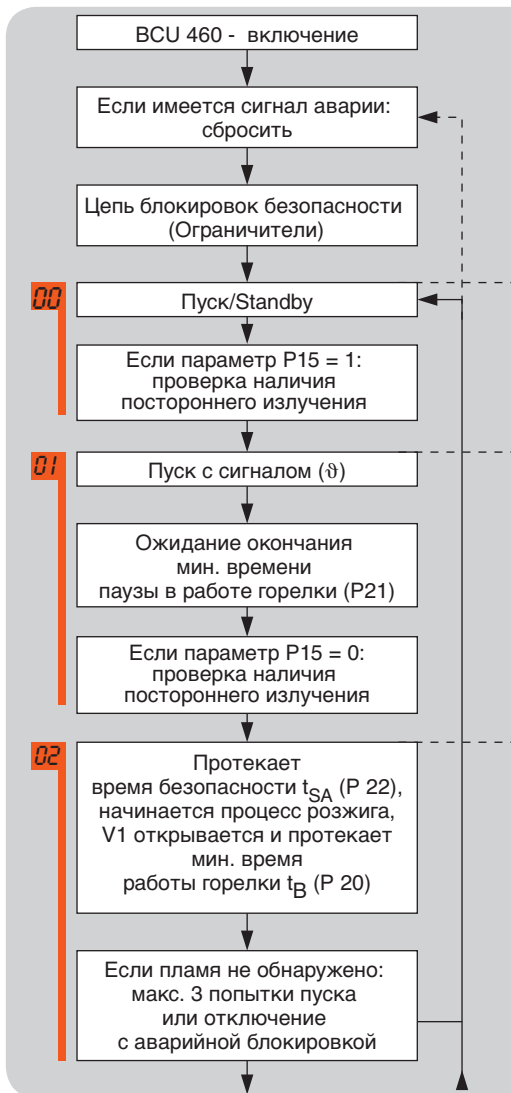 BCU 460 - включение
Если имеется сигнал аварии:
сбросить
Цепь блокировок безопасности
(Ограничители)
00
Пуск/Standby
Если параметр P15 = 1:
проверка наличия
постороннего излучения
01
Пуск с сигналом (ϑ)
Ожидание окончания
мин. времени
паузы в работе горелки (P21)
Если параметр P15 = 0:
проверка наличия
постороннего излучения
02
Протекает
время безопасности tSA (P 22),
начинается процесс розжига,
V1 открывается и протекает
мин. время
работы горелки tB (P 20)
Если пламя не обнаружено:
макс. 3 попытки пуска
или отключение
с аварийной блокировкой